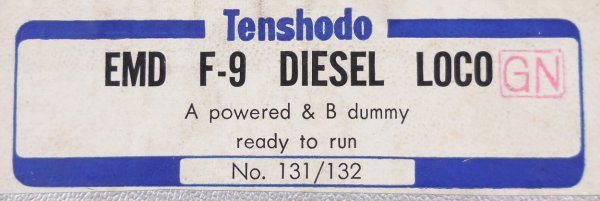 Tenshodo
EMD F-9 DIESEL LOCO GN
A powered & B dummy
ready to run
No. 131/132